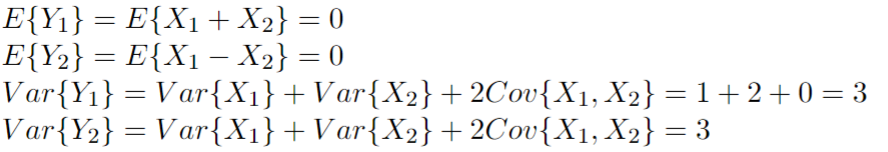 E{Y₁} = E{X₁ + X₂} = 0
E{Y₂} = E{X₁ − X₂} = 0
Var{Y₁} = Var{X₁} + Var{X₂} + 2Cov{X₁, X₂} = 1 + 2 + 0 = 3
Var{Y₂} = Var{X₁} + Var{X₂} + 2Cov{X₁, X₂} = 3